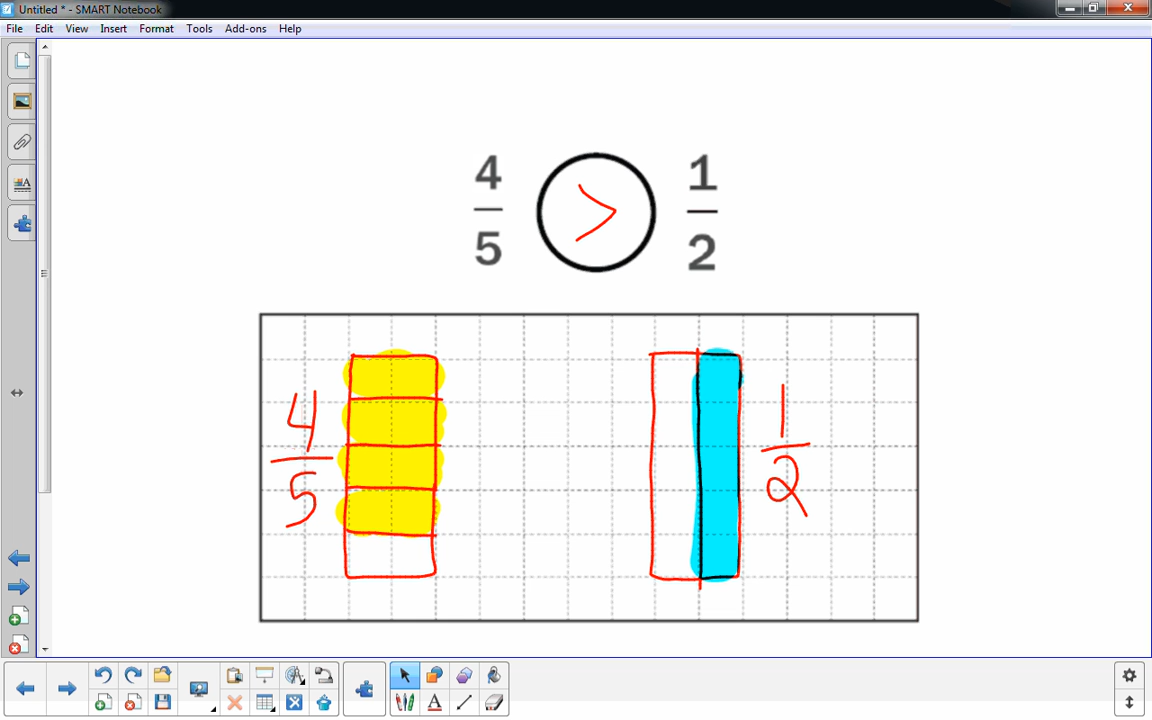 Untitled * - SMART Notebook
File Edit View Insert Format Tools Add-ons Help
4/5 > 1/2
4/5
1/2